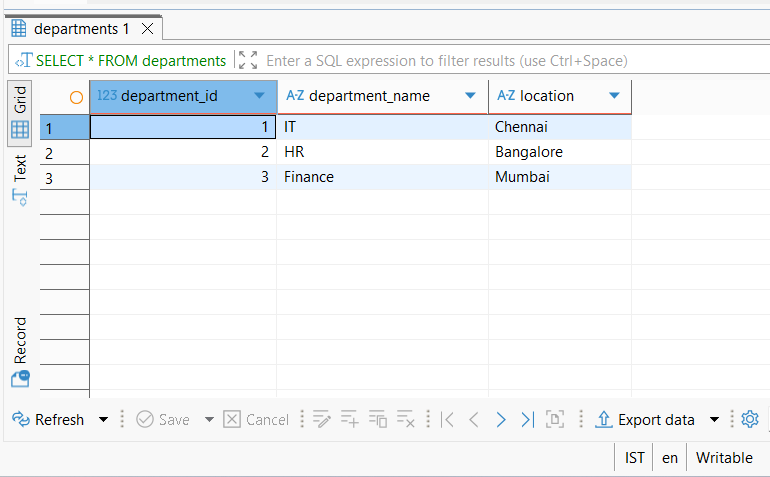 departments 1
SELECT * FROM departments Enter a SQL expression to filter results (use Ctrl+Space)
Grid
Text
Record
123 department_id A-Z department_name A-Z location
1 1 IT Chennai
2 2 HR Bangalore
3 3 Finance Mumbai
Refresh Save Cancel Export data
IST en Writable